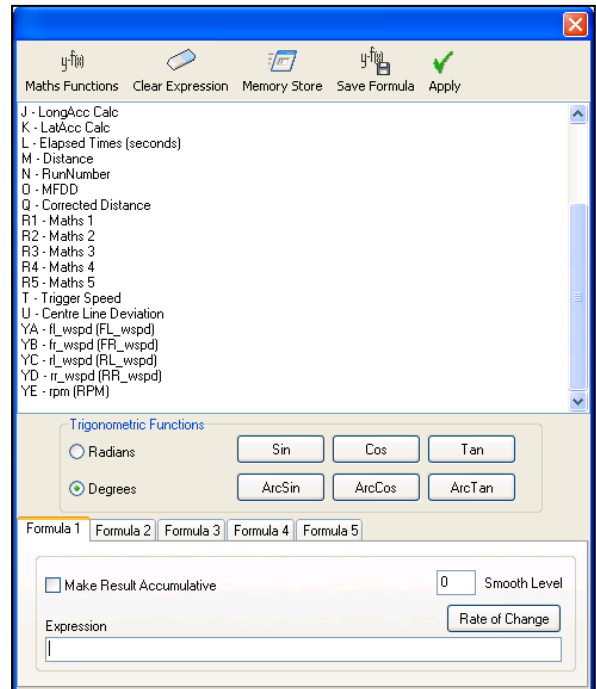 y-f(x) y-f(x)
Maths Functions Clear Expression Memory Store Save Formula Apply
J - LongAcc Calc
K - LatAcc Calc
L - Elapsed Times (seconds)
M - Distance
N - RunNumber
O - MFDD
Q - Corrected Distance
R1 - Maths 1
R2 - Maths 2
R3 - Maths 3
R4 - Maths 4
R5 - Maths 5
T - Trigger Speed
U - Centre Line Deviation
YA - fl_wspd (FL_wspd)
YB - fr_wspd (FR_wspd)
YC - rl_wspd (RL_wspd)
YD - rr_wspd (RR_wspd)
YE - rpm (RPM)
Trigonometric Functions
Radians Sin Cos Tan
Degrees ArcSin ArcCos ArcTan
Formula 1 Formula 2 Formula 3 Formula 4 Formula 5
Make Result Accumulative 0 Smooth Level
Rate of Change
Expression